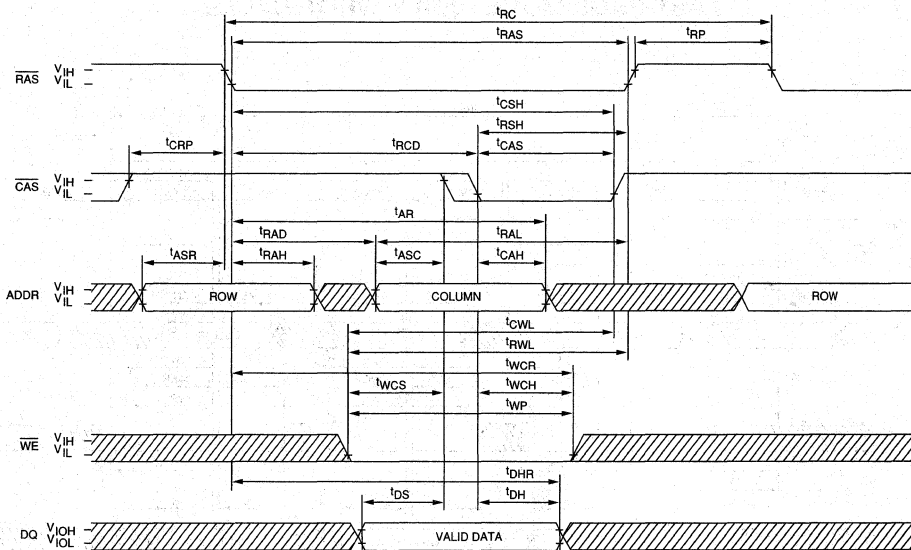 tRC
tRAS tRP
RAS VIH
VIL
tCSH
tRSH
tCRP tRCD tCAS
CAS VIH
VIL
tAR
tRAD tRAL
tASR tRAH tASC tCAH
ADDR VIH
VIL
ROW COLUMN ROW
tCWL
tRWL
tWCR
tWCS tWCH
tWP
WE VIH
VIL
tDHR
tDS tDH
DQ VIOH
VIOL
VALID DATA